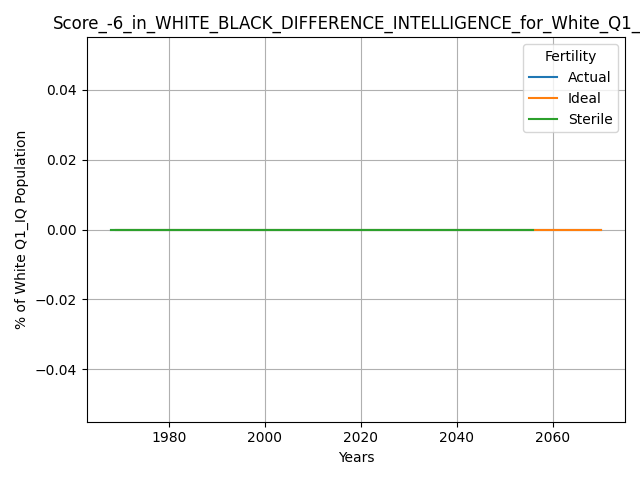 Score_-6_in_WHITE_BLACK_DIFFERENCE_INTELLIGENCE_for_White_Q1_
Fertility
Actual
Ideal
Sterile
0.04
0.02
0.00
−0.02
−0.04
% of White Q1_IQ Population
1980 2000 2020 2040 2060
Years